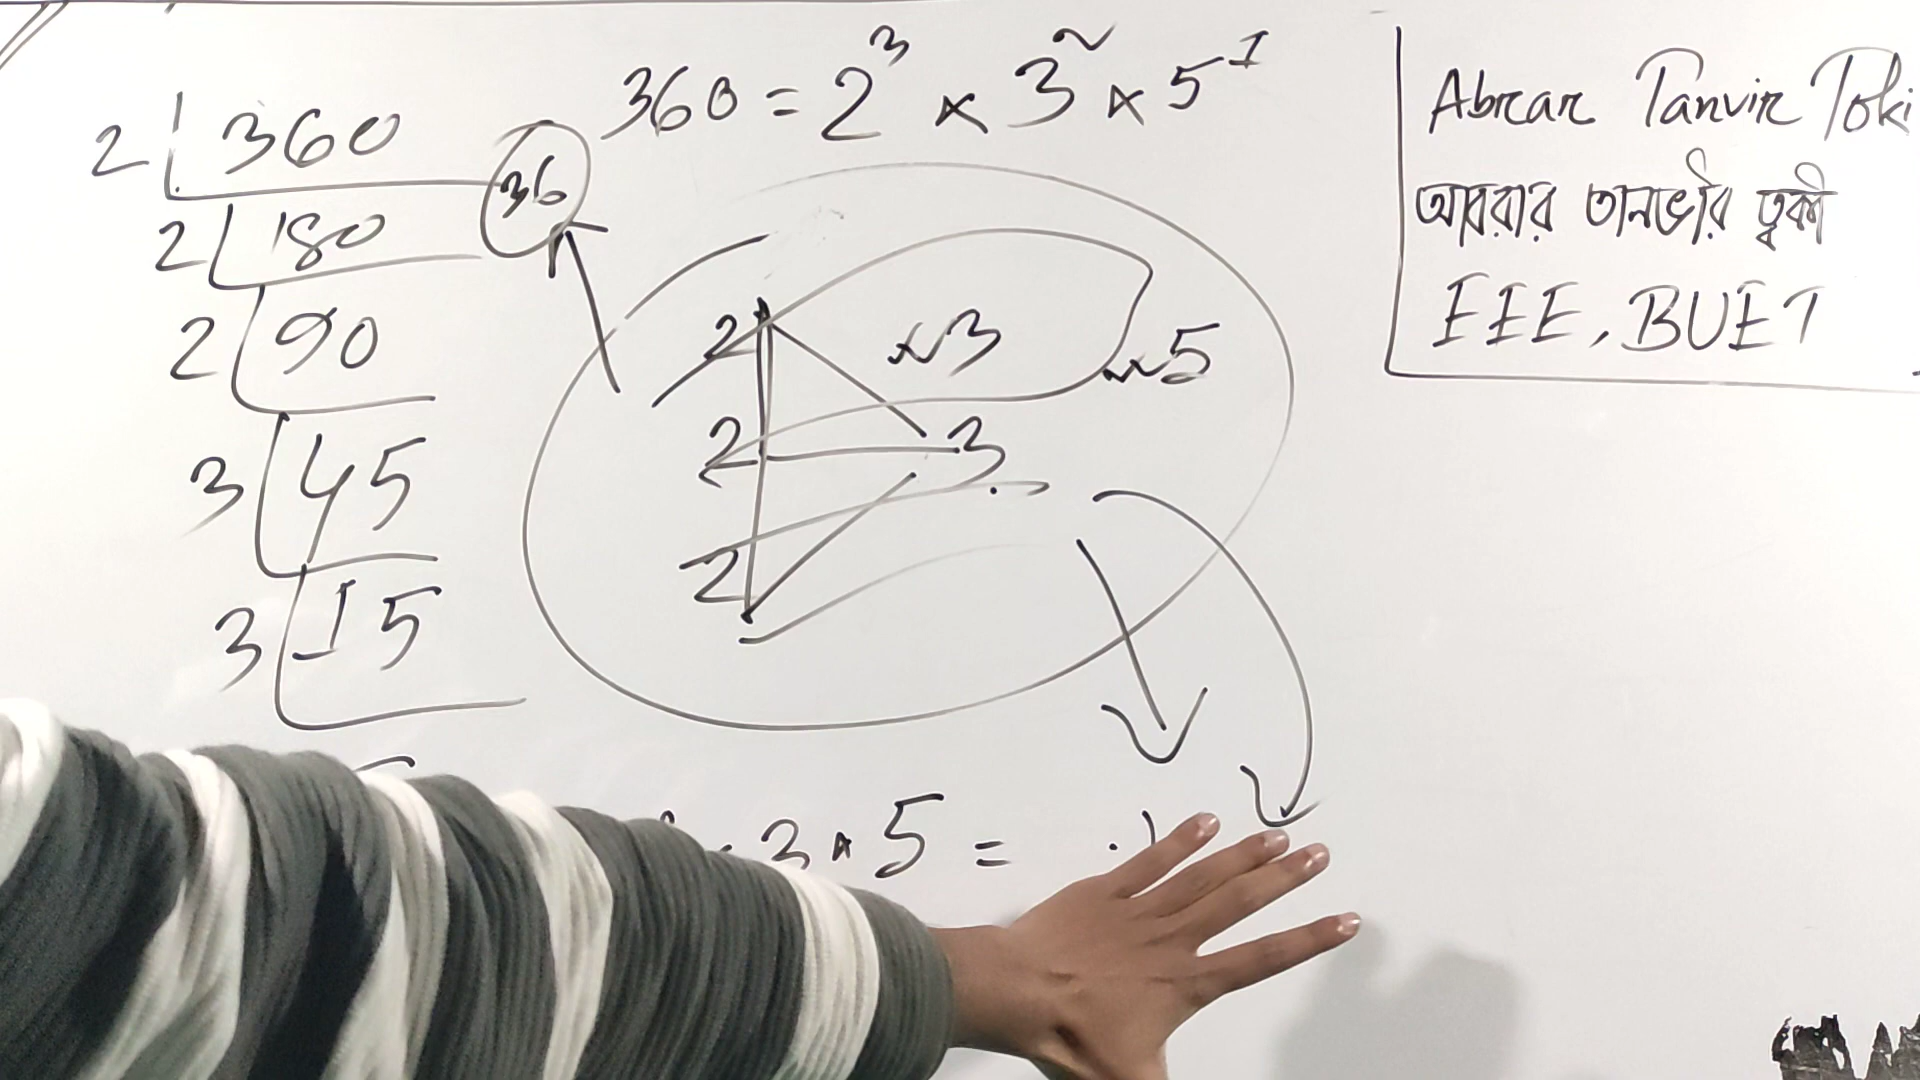 360 = 2³ × 3² × 5¹
2 | 360
2 | 180
2 | 90
3 | 45
3 | 15
36
2 × 3 × 5
2 3
2
3 × 5 =
Abrar Tanvir Toki
আবরার তানভীর ত্বকী
EEE, BUET